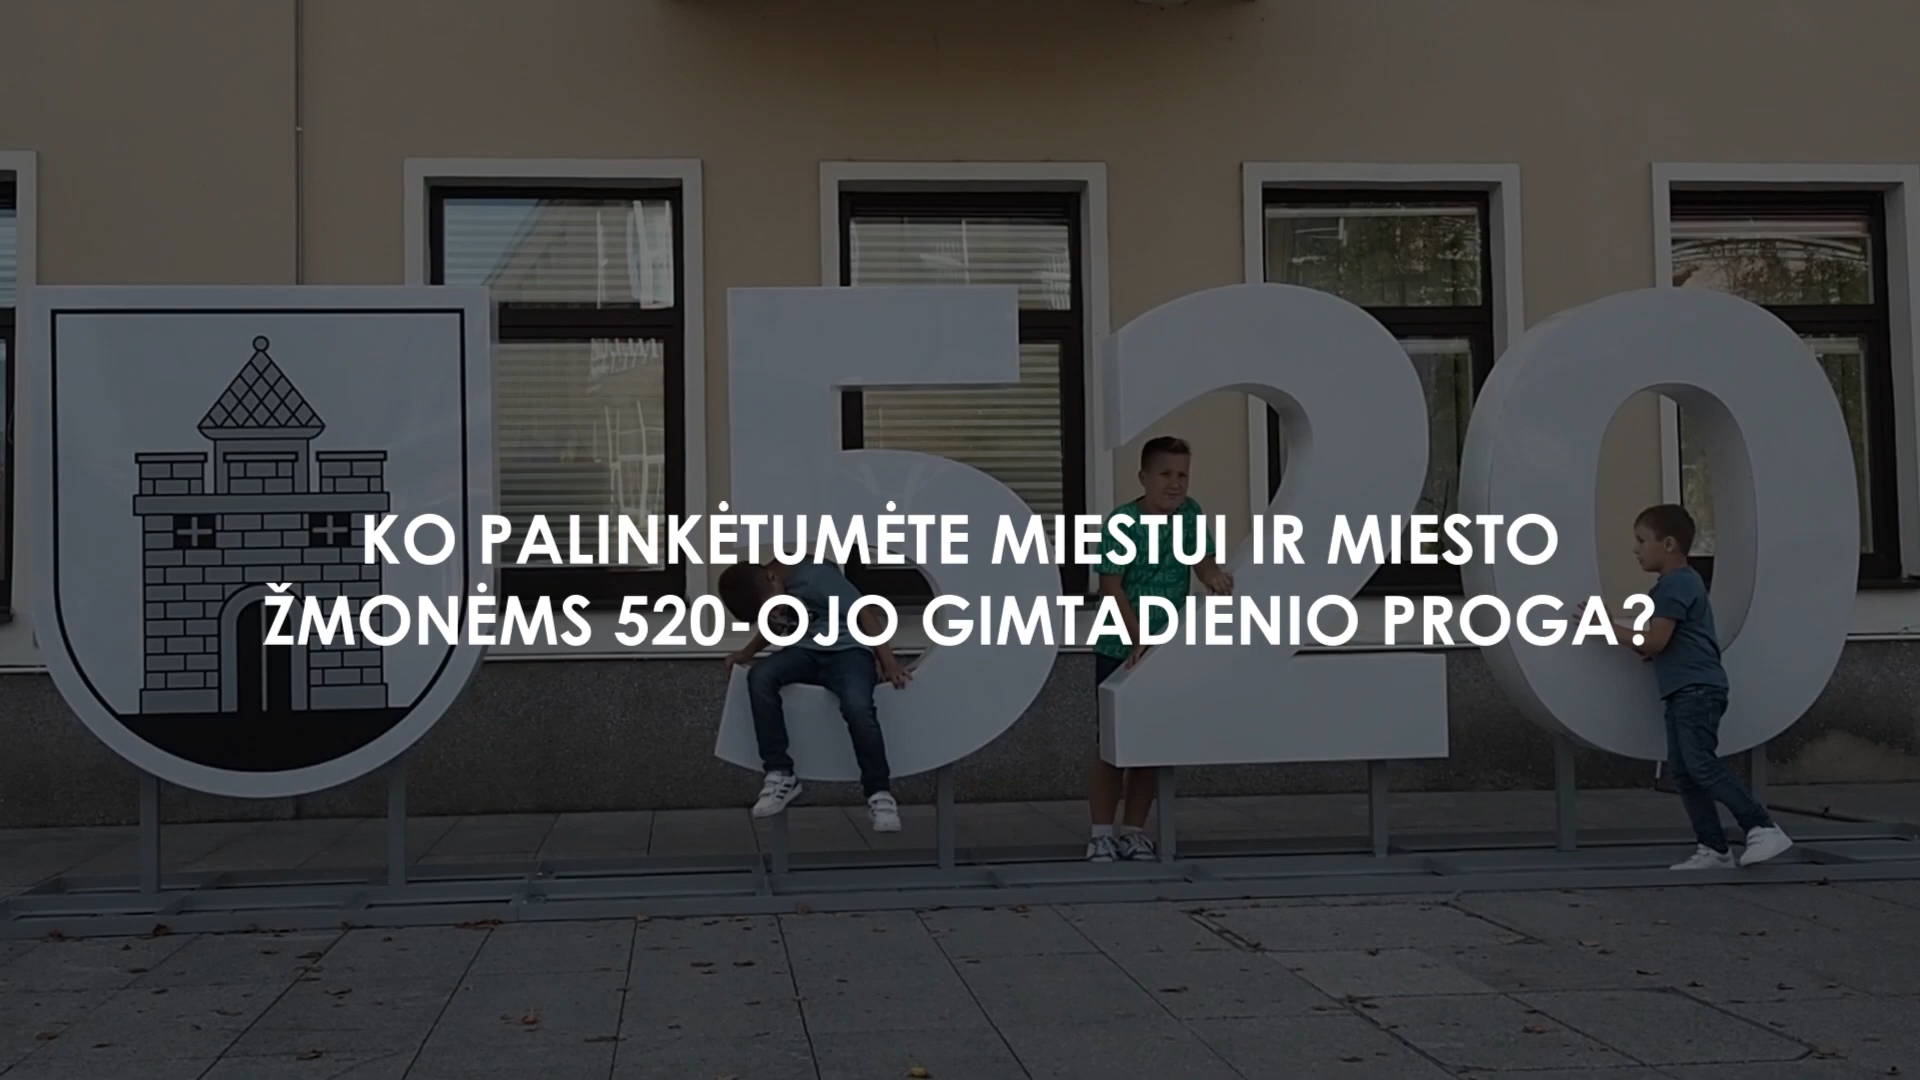 KO PALINKĖTUMĖTE MIESTUI IR MIESTO
ŽMONĖMS 520-OJO GIMTADIENIO PROGA?
520